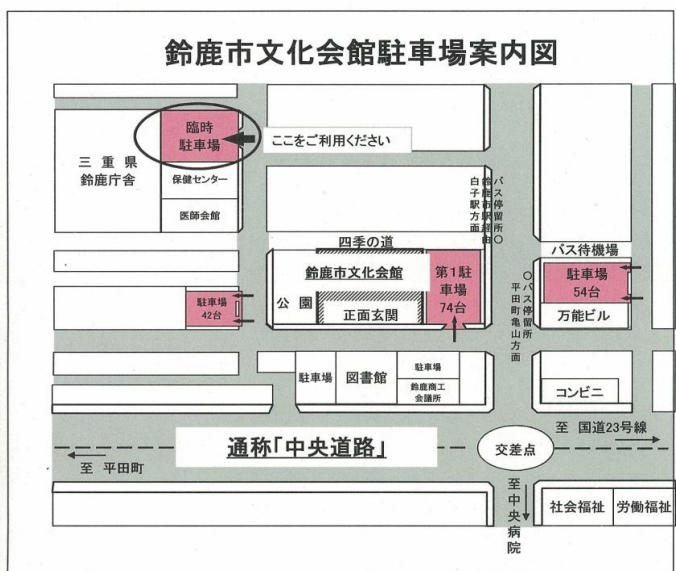 鈴鹿市文化会館駐車場案内図
臨時
駐車場
ここをご利用ください
三重県
鈴鹿庁舎
保健センター
医師会館
バス停留所〇
鈴鹿市駅経由
白子駅方面
四季の道
鈴鹿市文化会館
第1駐
車場
74台
公園
正面玄関
バス待機場
駐車場
54台
万能ビル
〇バス停留所
平田町亀山方面
駐車場
42台
駐車場
図書館
駐車場
鈴鹿商工
会議所
コンビニ
通称「中央道路」
交差点
至 国道23号線
至 平田町
至中央病院
社会福祉
労働福祉